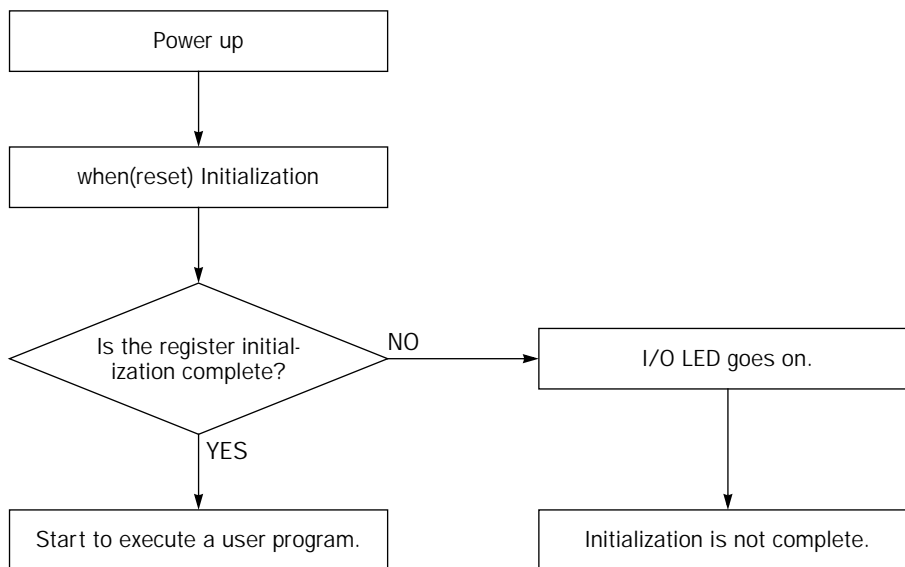 Power up
when(reset) Initialization
Is the register initial-
ization complete?
NO
I/O LED goes on.
YES
Start to execute a user program.
Initialization is not complete.